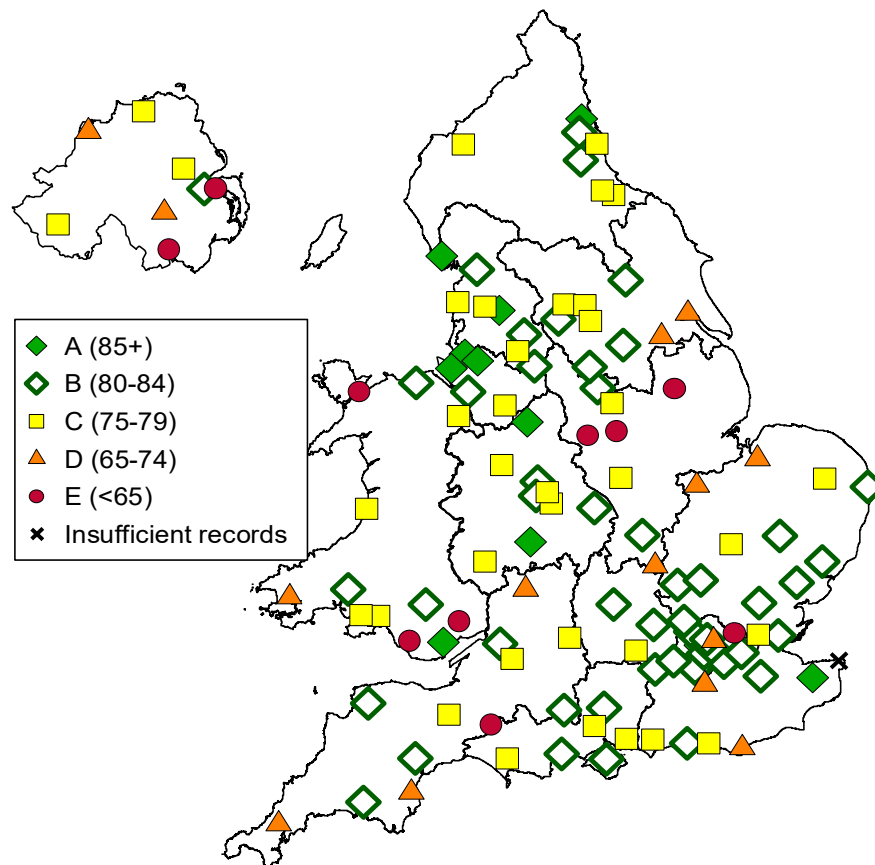 A (85+)
B (80-84)
C (75-79)
D (65-74)
E (<65)
Insufficient records